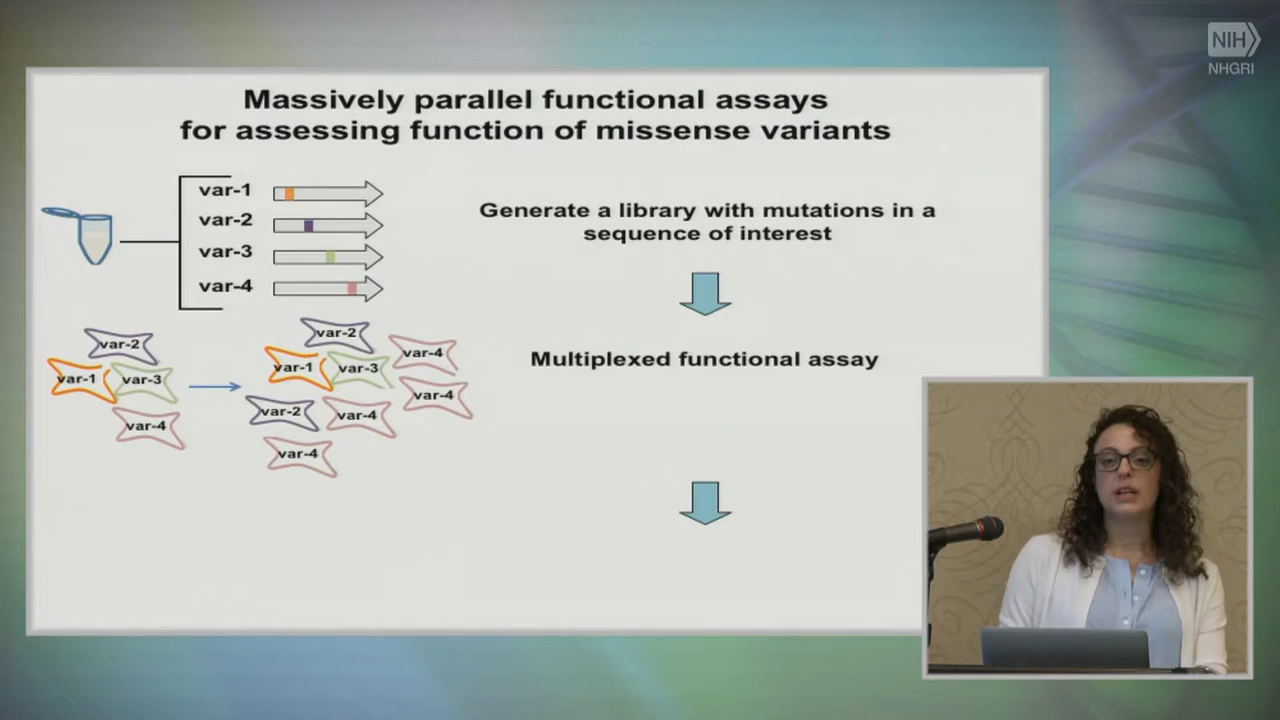 NIH
NHGRI
Massively parallel functional assays
for assessing function of missense variants
var-1
var-2
var-3
var-4
Generate a library with mutations in a
sequence of interest
var-2
var-1
var-3
var-4
var-2
var-4
var-1
var-3
var-4
var-2
var-4
var-4
Multiplexed functional assay